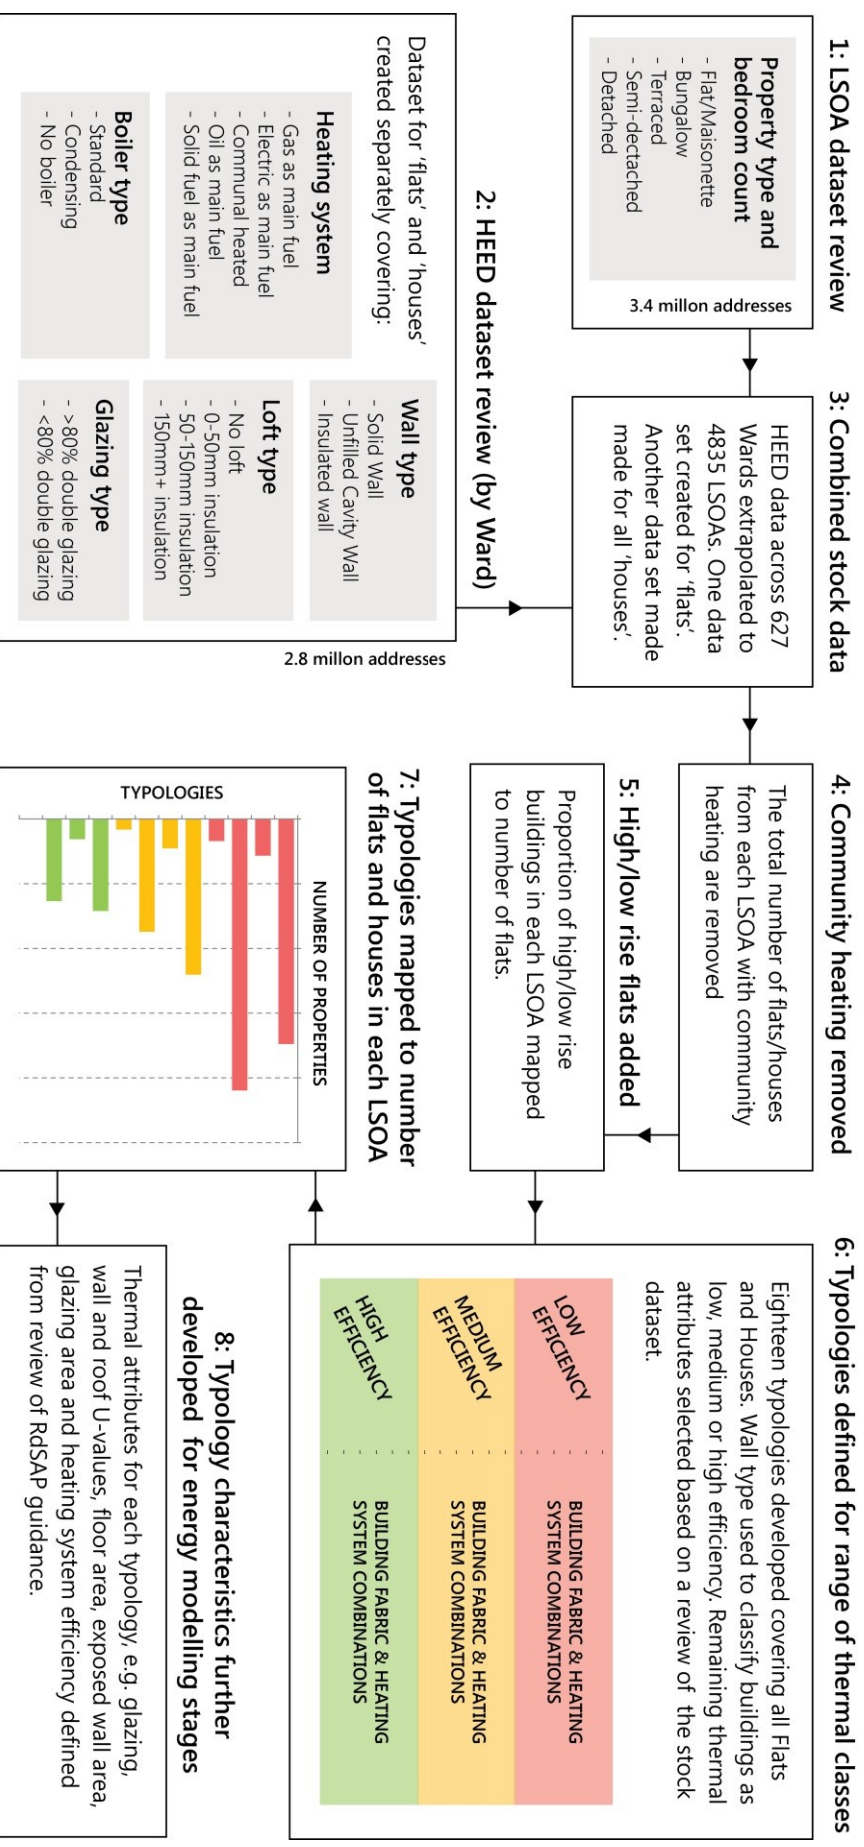 1: LSOA dataset review
Property type and
bedroom count
- Flat/Maisonette
- Bungalow
- Terraced
- Semi-dectached
- Detached
3.4 millon addresses
2: HEED dataset review (by Ward)
Dataset for 'flats' and 'houses'
created separately covering:
Heating system
- Gas as main fuel
- Electric as main fuel
- Communal heated
- Oil as main fuel
- Solid fuel as main fuel
Boiler type
- Standard
- Condensing
- No boiler
Wall type
- Solid Wall
- Unfilled Cavity Wall
- Insulated wall
Loft type
- No loft
- 0-50mm insulation
- 50-150mm insulation
- 150mm+ insulation
Glazing type
- >80% double glazing
- <80% double glazing
2.8 millon addresses
3: Combined stock data
HEED data across 627
Wards extrapolated to
4835 LSOAs. One data
set created for 'flats'.
Another data set made
made for all 'houses'.
4: Community heating removed
The total number of flats/houses
from each LSOA with community
heating are removed
5: High/low rise flats added
Proportion of high/low rise
buildings in each LSOA mapped
to number of flats.
6: Typologies defined for range of thermal classes
Eighteen typologies developed covering all Flats
and Houses. Wall type used to classify buildings as
low, medium or high efficiency. Remaining thermal
attributes selected based on a review of the stock
dataset.
LOW
EFFICIENCY
BUILDING FABRIC & HEATING
SYSTEM COMBINATIONS
MEDIUM
EFFICIENCY
BUILDING FABRIC & HEATING
SYSTEM COMBINATIONS
HIGH
EFFICIENCY
BUILDING FABRIC & HEATING
SYSTEM COMBINATIONS
7: Typologies mapped to number
of flats and houses in each LSOA
NUMBER OF PROPERTIES
TYPOLOGIES
8: Typology characteristics further
developed for energy modelling stages
Thermal attributes for each typology, e.g. glazing,
wall and roof U-values, floor area, exposed wall area,
glazing area and heating system efficiency defined
from review of RdSAP guidance.